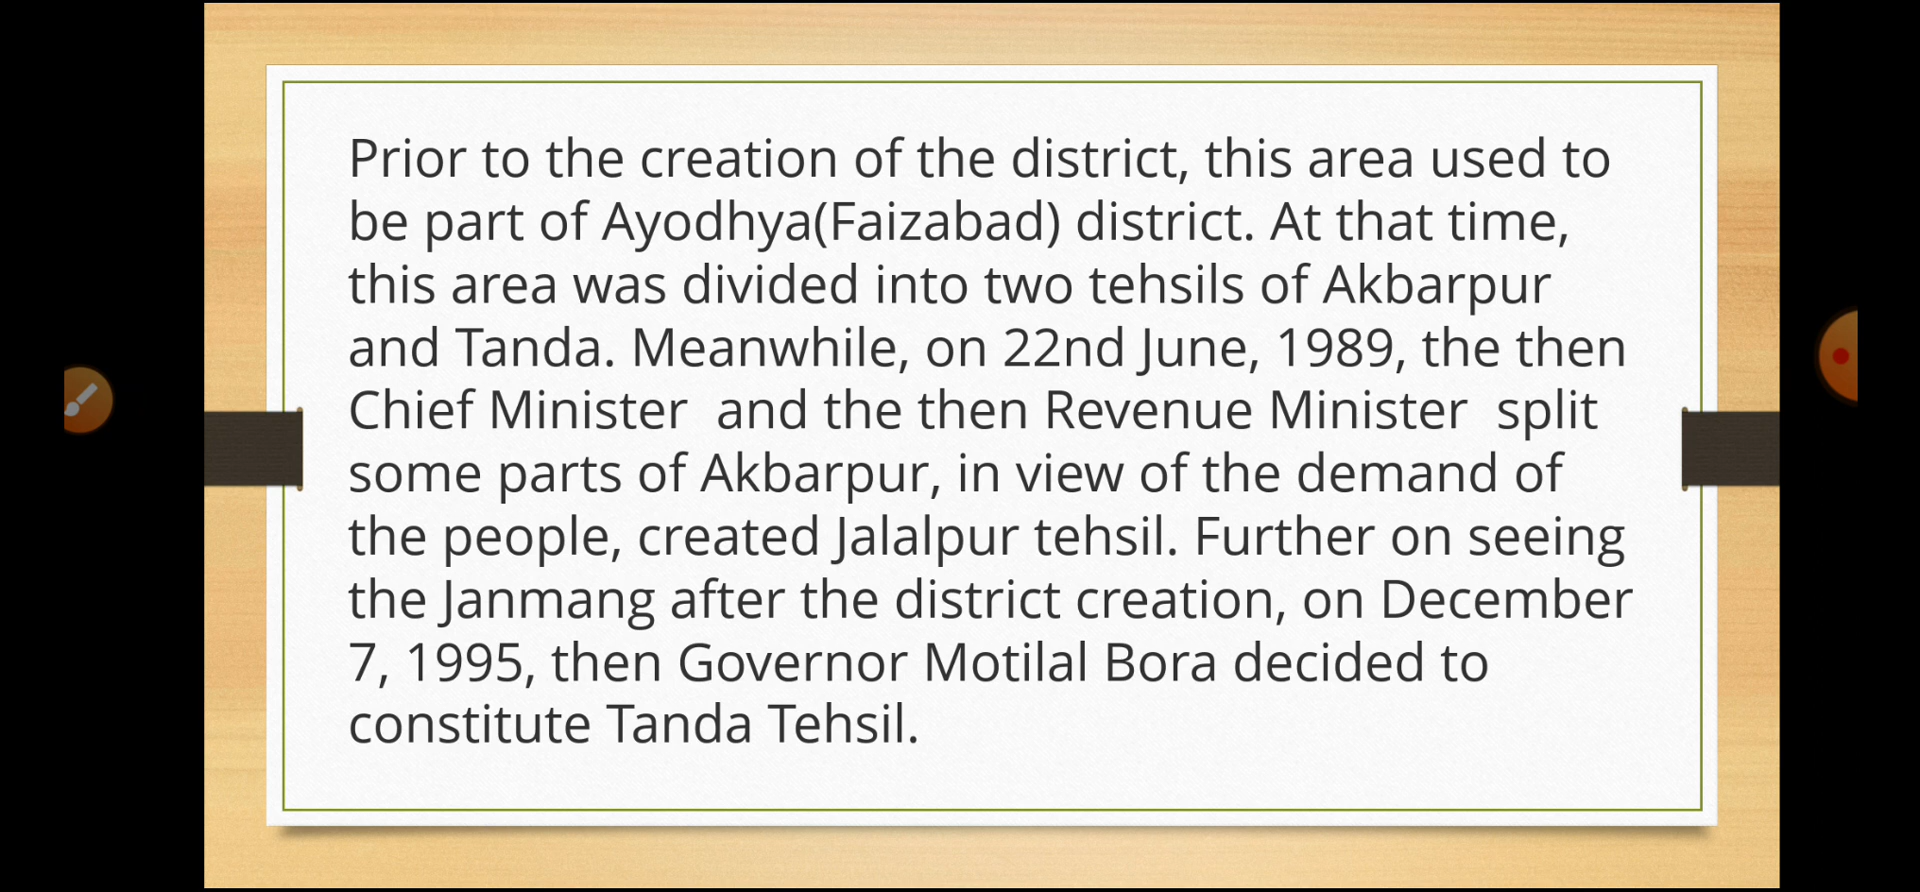 Prior to the creation of the district, this area used to
be part of Ayodhya(Faizabad) district. At that time,
this area was divided into two tehsils of Akbarpur
and Tanda. Meanwhile, on 22nd June, 1989, the then
Chief Minister  and the then Revenue Minister  split
some parts of Akbarpur, in view of the demand of
the people, created Jalalpur tehsil. Further on seeing
the Janmang after the district creation, on December
7, 1995, then Governor Motilal Bora decided to
constitute Tanda Tehsil.